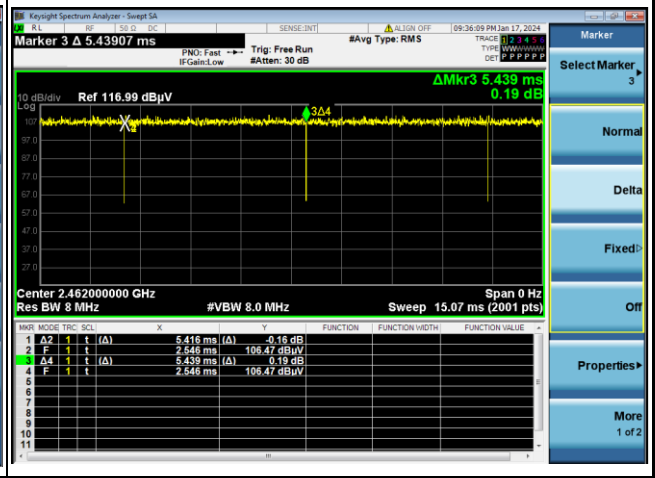 Keysight Spectrum Analyzer - Swept SA
RL RF 50 Ω DC SENSE:INT ALIGN OFF 09:36:09 PM Jan 17, 2024
Marker 3 Δ 5.43907 ms
PNO: Fast
IFGain:Low
Trig: Free Run
#Atten: 30 dB
#Avg Type: RMS
TRACE 1 2 3 4 5 6
TYPE WWWWWW
DET P P P P P P
ΔMkr3 5.439 ms
0.19 dB
10 dB/div Ref 116.99 dBµV
Log
107
97.0
87.0
77.0
67.0
57.0
47.0
37.0
27.0
3Δ4
Center 2.462000000 GHz Span 0 Hz
Res BW 8 MHz #VBW 8.0 MHz Sweep 15.07 ms (2001 pts)
MKR MODE TRC SCL X Y FUNCTION FUNCTION WIDTH FUNCTION VALUE
1 Δ2 1 t (Δ) 5.416 ms (Δ) -0.16 dB
2 F 1 t 2.546 ms 106.47 dBµV
3 Δ4 1 t (Δ) 5.439 ms (Δ) 0.19 dB
4 F 1 t 2.546 ms 106.47 dBµV
5
6
7
8
9
10
11
Marker
Select Marker
3
Normal
Delta
Fixed
Off
Properties
More
1 of 2